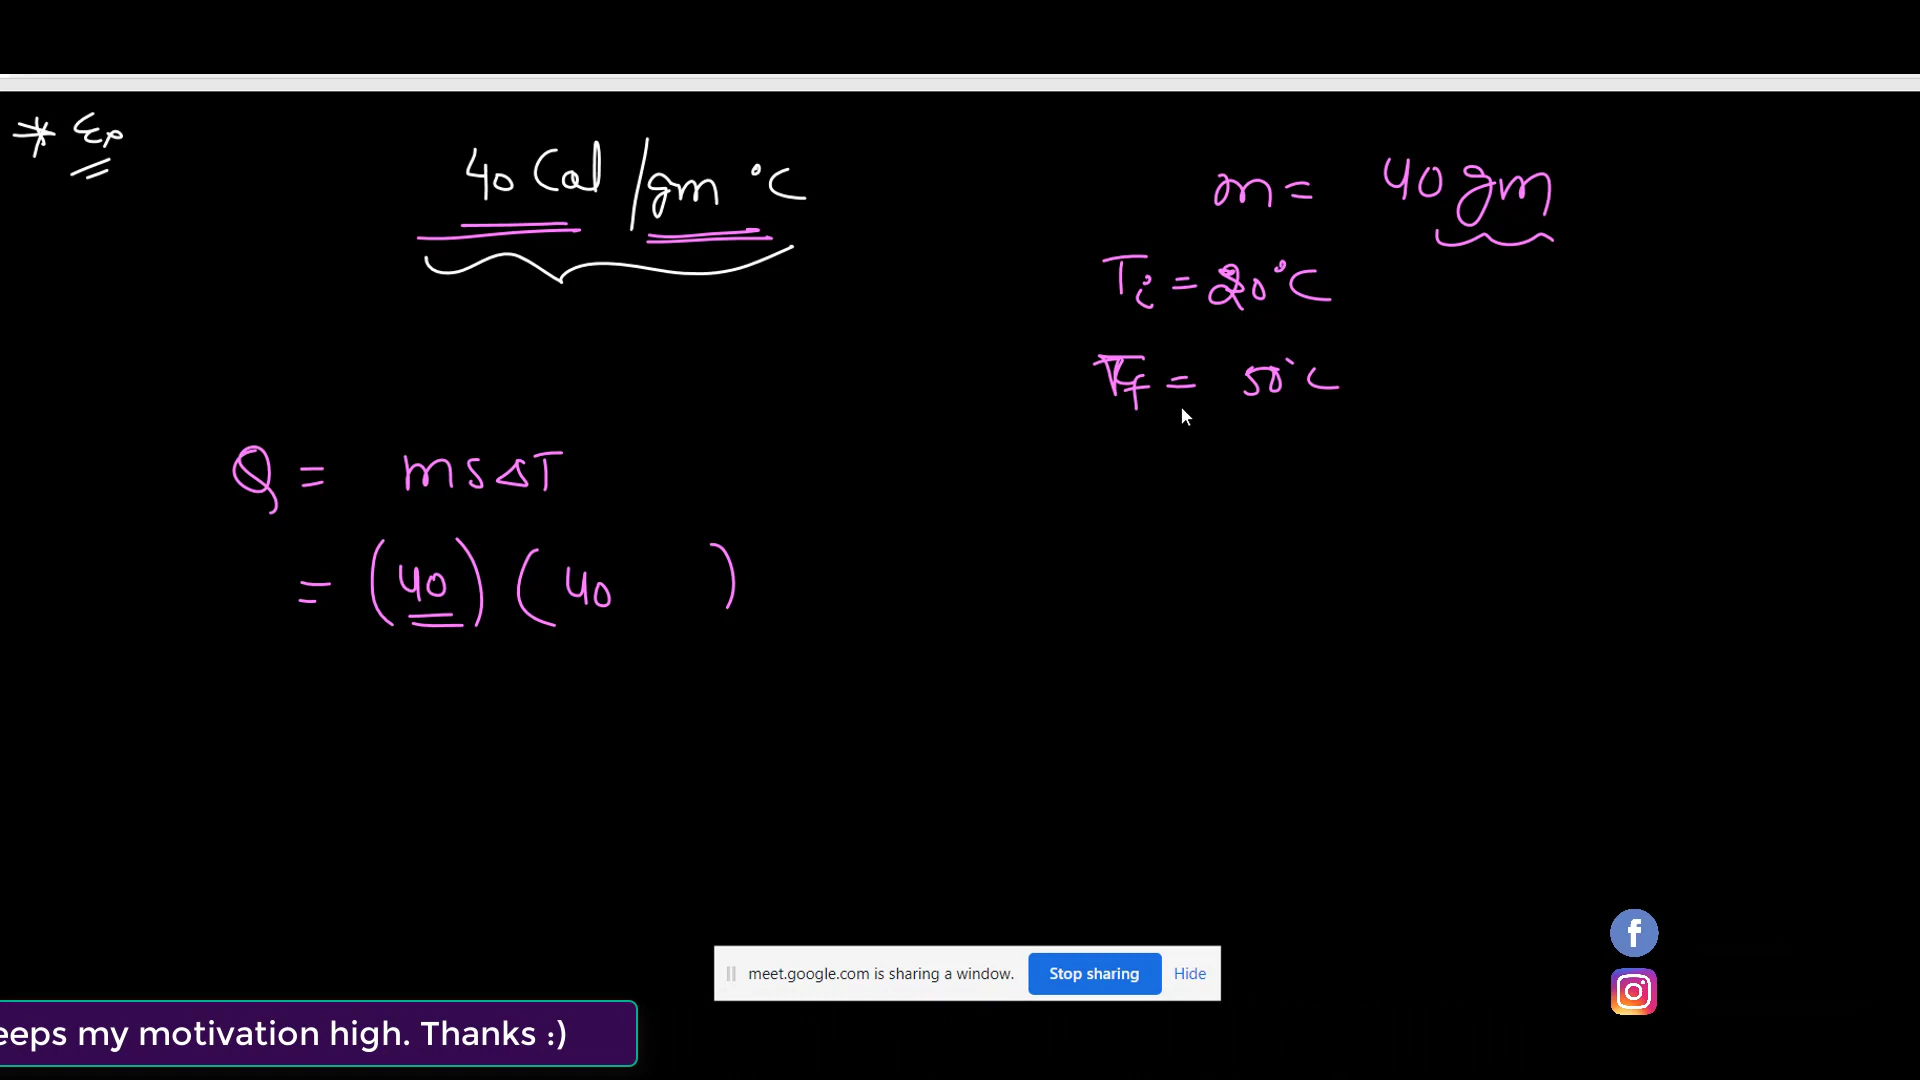 * Ex
40 Cal/gm °C
m = 40 gm
Ti = 20°C
Tf = 50°C
Q = msΔT
= (40) (40 )
meet.google.com is sharing a window. Stop sharing Hide
eeps my motivation high. Thanks :)